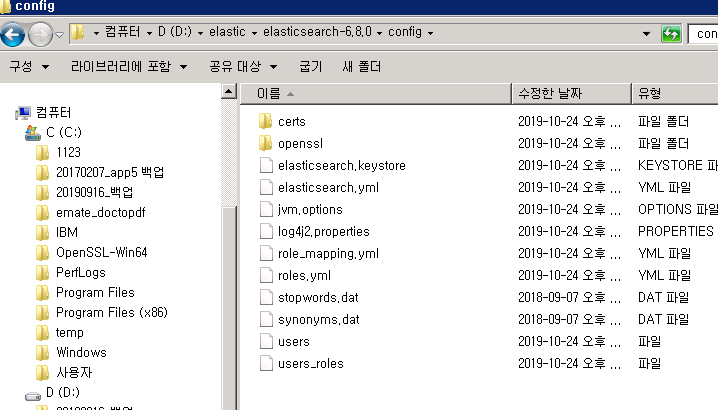 config
컴퓨터 D (D:) elastic elasticsearch-6.8.0 config con
구성 라이브러리에 포함 공유 대상 굽기 새 폴더
이름 수정한 날짜 유형
컴퓨터
C (C:)
1123
20170207_app5 백업
20190916_백업
emate_doctopdf
IBM
OpenSSL-Win64
PerfLogs
Program Files
Program Files (x86)
temp
Windows
사용자
D (D:)
certs 2019-10-24 오후 ... 파일 폴더
openssl 2019-10-24 오후 ... 파일 폴더
elasticsearch.keystore 2019-10-24 오후 ... KEYSTORE 파
elasticsearch.yml 2019-10-24 오후 ... YML 파일
jvm.options 2019-10-24 오후 ... OPTIONS 파일
log4j2.properties 2019-10-24 오후 ... PROPERTIES
role_mapping.yml 2019-10-24 오후 ... YML 파일
roles.yml 2019-10-24 오후 ... YML 파일
stopwords.dat 2018-09-07 오후 ... DAT 파일
synonyms.dat 2018-09-07 오후 ... DAT 파일
users 2019-10-24 오후 ... 파일
users_roles 2019-10-24 오후 ... 파일